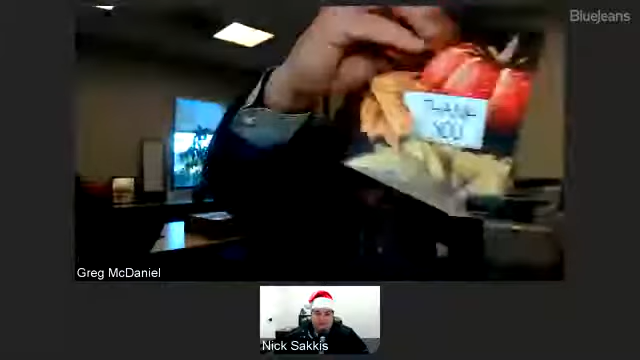 BlueJeans
THANK
YOU
Greg McDaniel
Nick Sakkis